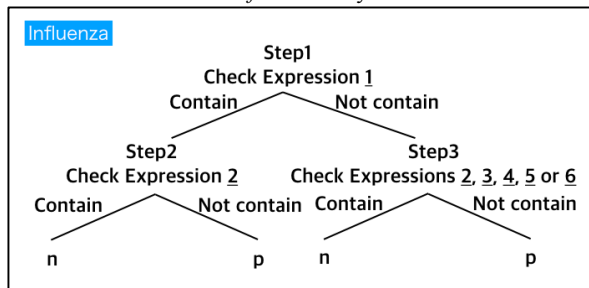 Influenza
Step1
Check Expression 1
Contain Not contain
Step2 Step3
Check Expression 2 Check Expressions 2, 3, 4, 5 or 6
Contain Not contain Contain Not contain
n p n p